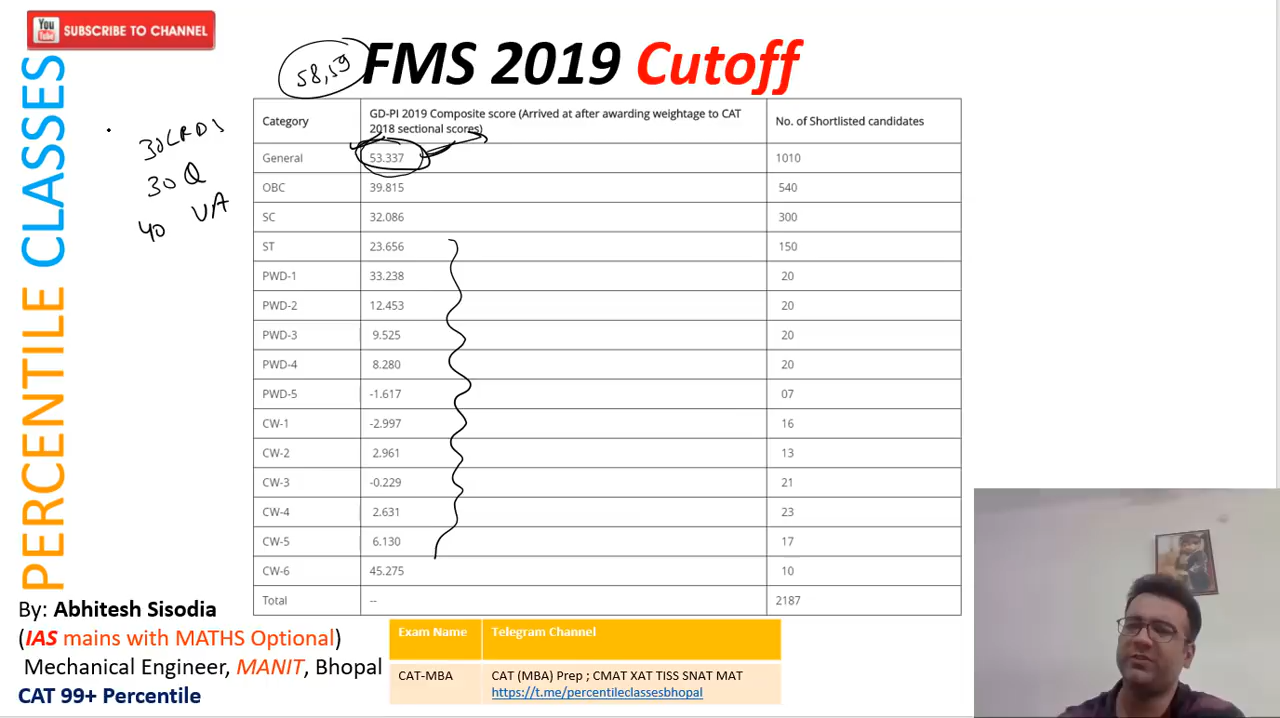 You
Tube
SUBSCRIBE TO CHANNEL
PERCENTILE CLASSES
58,59
FMS 2019 Cutoff
30 LRDI
30 Q
40 VA
Category GD-PI 2019 Composite score (Arrived at after awarding weightage to CAT 2018 sectional scores) No. of Shortlisted candidates
General 53.337 1010
OBC 39.815 540
SC 32.086 300
ST 23.656 150
PWD-1 33.238 20
PWD-2 12.453 20
PWD-3 9.525 20
PWD-4 8.280 20
PWD-5 -1.617 07
CW-1 -2.997 16
CW-2 2.961 13
CW-3 -0.229 21
CW-4 2.631 23
CW-5 6.130 17
CW-6 45.275 10
Total -- 2187
By: Abhitesh Sisodia
(IAS mains with MATHS Optional)
Mechanical Engineer, MANIT, Bhopal
CAT 99+ Percentile
Exam Name Telegram Channel
CAT-MBA CAT (MBA) Prep ; CMAT XAT TISS SNAT MAT
https://t.me/percentileclassesbhopal